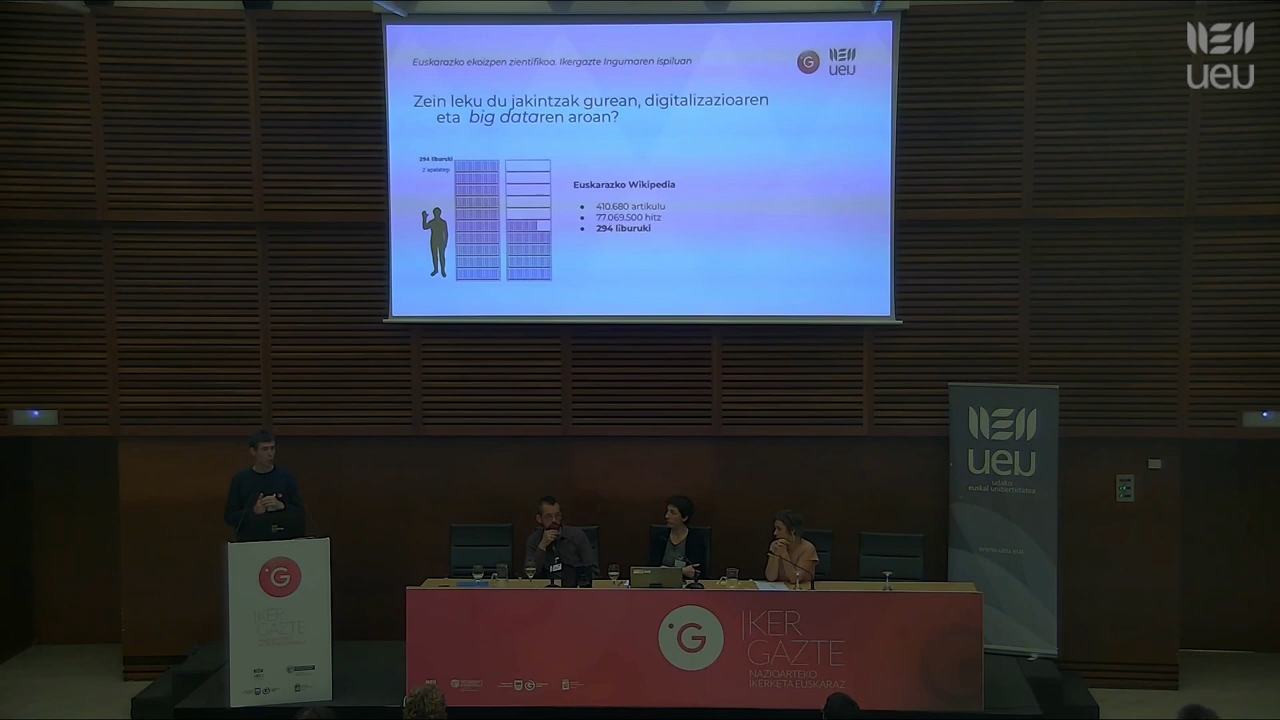 Euskarazko ekoizpen zientifikoa. Ikergazte Ingumaren ispiluan
G
ueu
Zein leku du jakintzak gurean, digitalizazioaren
eta big dataren aroan?
294 liburuki
2 apalategi
Euskarazko Wikipedia
• 410.680 artikulu
• 77.069.500 hitz
• 294 liburuki
ueu
ueu
udako
euskal unibertsitatea
www.ueu.eus
G
IKER
GAZTE
G
IKER
GAZTE
NAZIOARTEKO
IKERKETA EUSKARAZ